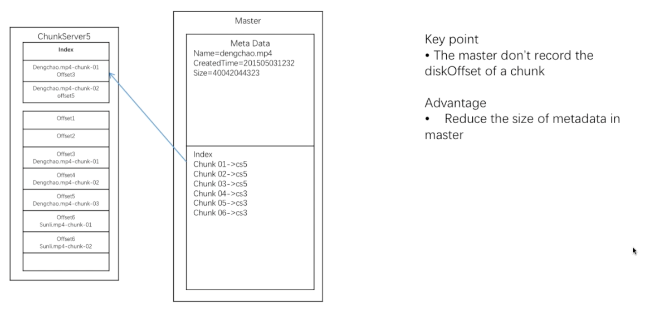 ChunkServer5
Index
Dengchao.mp4-chunk-01
Offset3
Dengchao.mp4-chunk-02
offset5
Offset1
Offset2
Offset3
Dengchao.mp4-chunk-01
Offset4
Dengchao.mp4-chunk-02
Offset5
Dengchao.mp4-chunk-03
Offset6
Sunli.mp4-chunk-01
Offset6
Sunli.mp4-chunk-02
Master
Meta Data
Name=dengchao.mp4
CreatedTime=201505031232
Size=40042044323
Index
Chunk 01->cs5
Chunk 02->cs5
Chunk 03->cs5
Chunk 04->cs3
Chunk 05->cs3
Chunk 06->cs3
Key point
• The master don't record the
diskOffset of a chunk
Advantage
• Reduce the size of metadata in
master